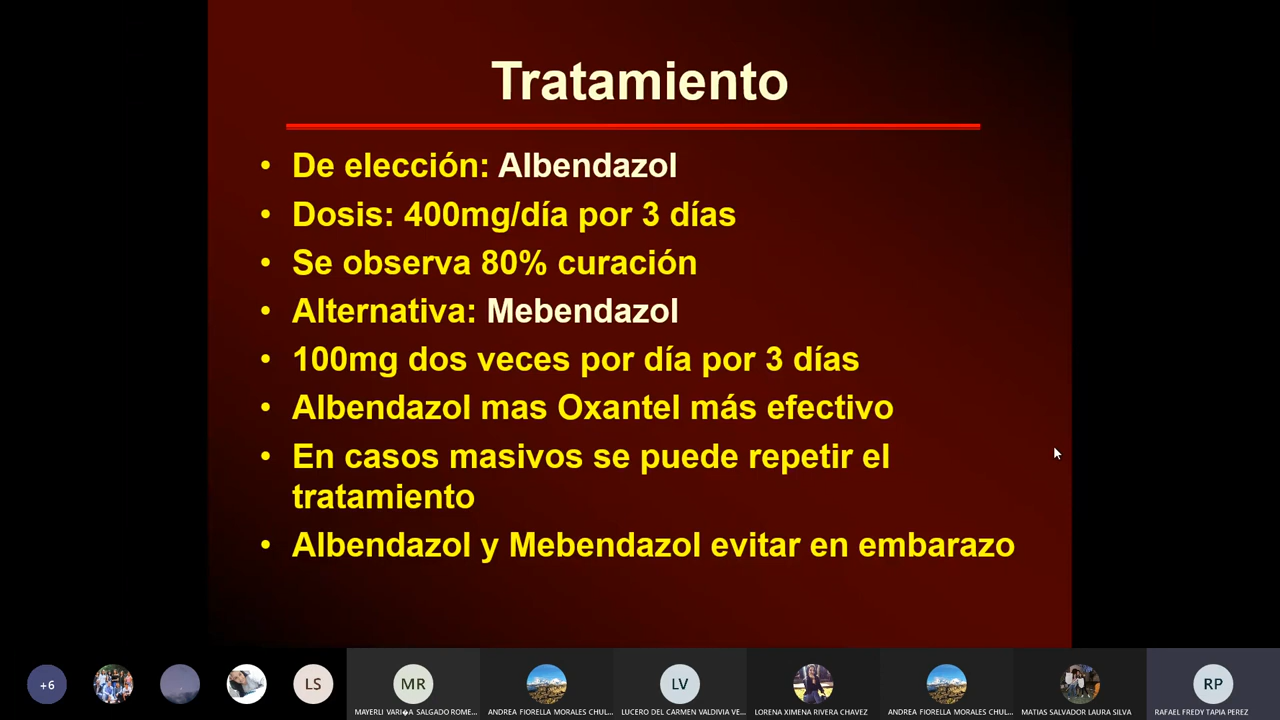 Tratamiento
• De elección: Albendazol
• Dosis: 400mg/día por 3 días
• Se observa 80% curación
• Alternativa: Mebendazol
• 100mg dos veces por día por 3 días
• Albendazol mas Oxantel más efectivo
• En casos masivos se puede repetir el
tratamiento
• Albendazol y Mebendazol evitar en embarazo
+6
LS
MR
LV
RP
MAYERLI VARI�A SALGADO ROME...
ANDREA FIORELLA MORALES CHUL...
LUCERO DEL CARMEN VALDIVIA VE...
LORENA XIMENA RIVERA CHAVEZ
ANDREA FIORELLA MORALES CHUL...
MATIAS SALVADOR LAURA SILVA
RAFAEL FREDY TAPIA PEREZ